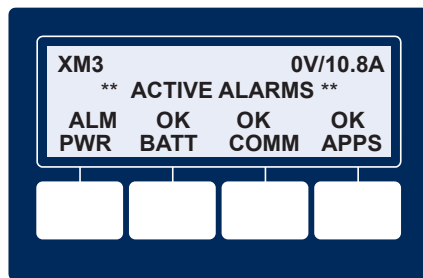 XM3 0V/10.8A
** ACTIVE ALARMS **
ALM OK OK OK
PWR BATT COMM APPS